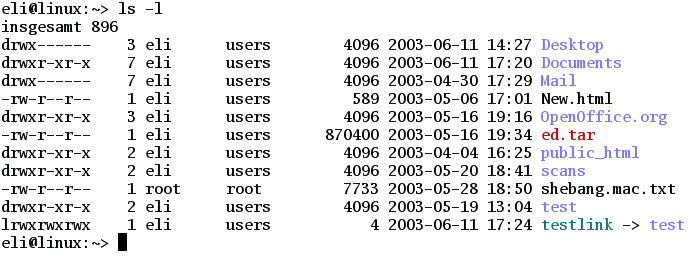 eli@linux:~> ls -l
insgesamt 896
drwx------ 3 eli users 4096 2003-06-11 14:27 Desktop
drwxr-xr-x 7 eli users 4096 2003-06-11 17:20 Documents
drwx------ 7 eli users 4096 2003-04-30 17:29 Mail
-rw-r--r-- 1 eli users 589 2003-05-06 17:01 New.html
drwxr-xr-x 3 eli users 4096 2003-05-16 19:16 OpenOffice.org
-rw-r--r-- 1 eli users 870400 2003-05-16 19:34 ed.tar
drwxr-xr-x 2 eli users 4096 2003-04-04 16:25 public_html
drwxr-xr-x 2 eli users 4096 2003-05-20 18:41 scans
-rw-r--r-- 1 root root 7733 2003-05-28 18:50 shebang.mac.txt
drwxr-xr-x 2 eli users 4096 2003-05-19 13:04 test
lrwxrwxrwx 1 eli users 4 2003-06-11 17:24 testlink -> test
eli@linux:~>